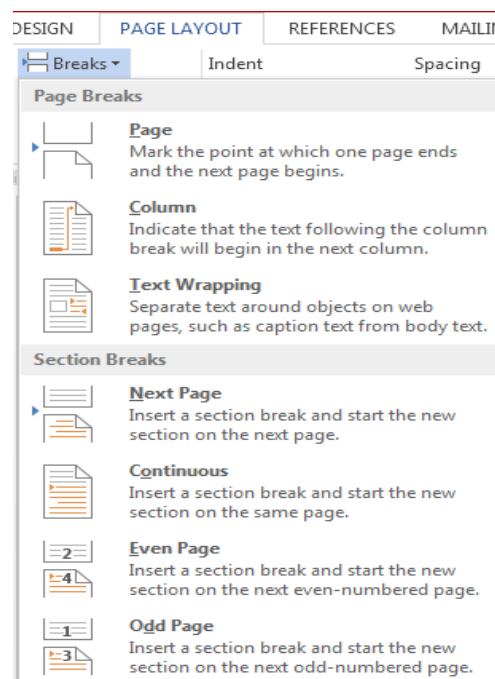 DESIGN PAGE LAYOUT REFERENCES MAILIN
Breaks Indent Spacing
Page Breaks
Page
Mark the point at which one page ends
and the next page begins.
Column
Indicate that the text following the column
break will begin in the next column.
Text Wrapping
Separate text around objects on web
pages, such as caption text from body text.
Section Breaks
Next Page
Insert a section break and start the new
section on the next page.
Continuous
Insert a section break and start the new
section on the same page.
2
Even Page
4
Insert a section break and start the new
section on the next even-numbered page.
1
Odd Page
3
Insert a section break and start the new
section on the next odd-numbered page.